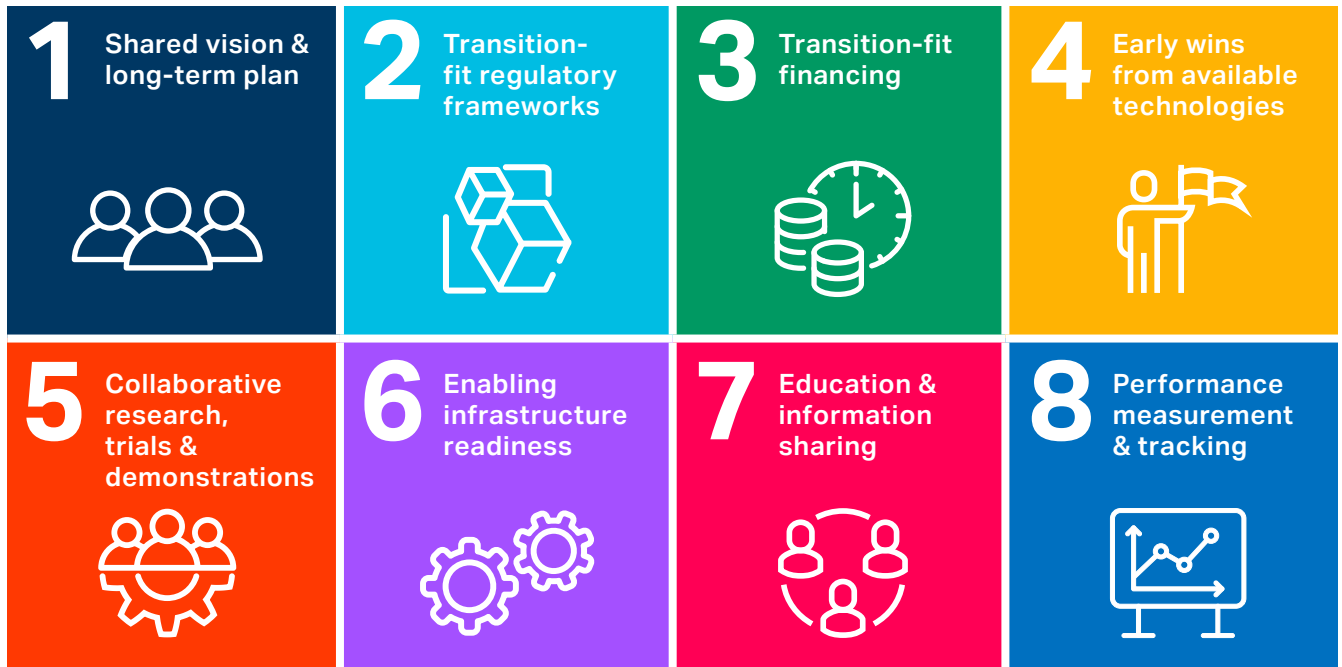 1
Shared vision &
long-term plan
2
Transition-
fit regulatory
frameworks
3
Transition-fit
financing
4
Early wins
from available
technologies
5
Collaborative
research,
trials &
demonstrations
6
Enabling
infrastructure
readiness
7
Education &
information
sharing
8
Performance
measurement
& tracking